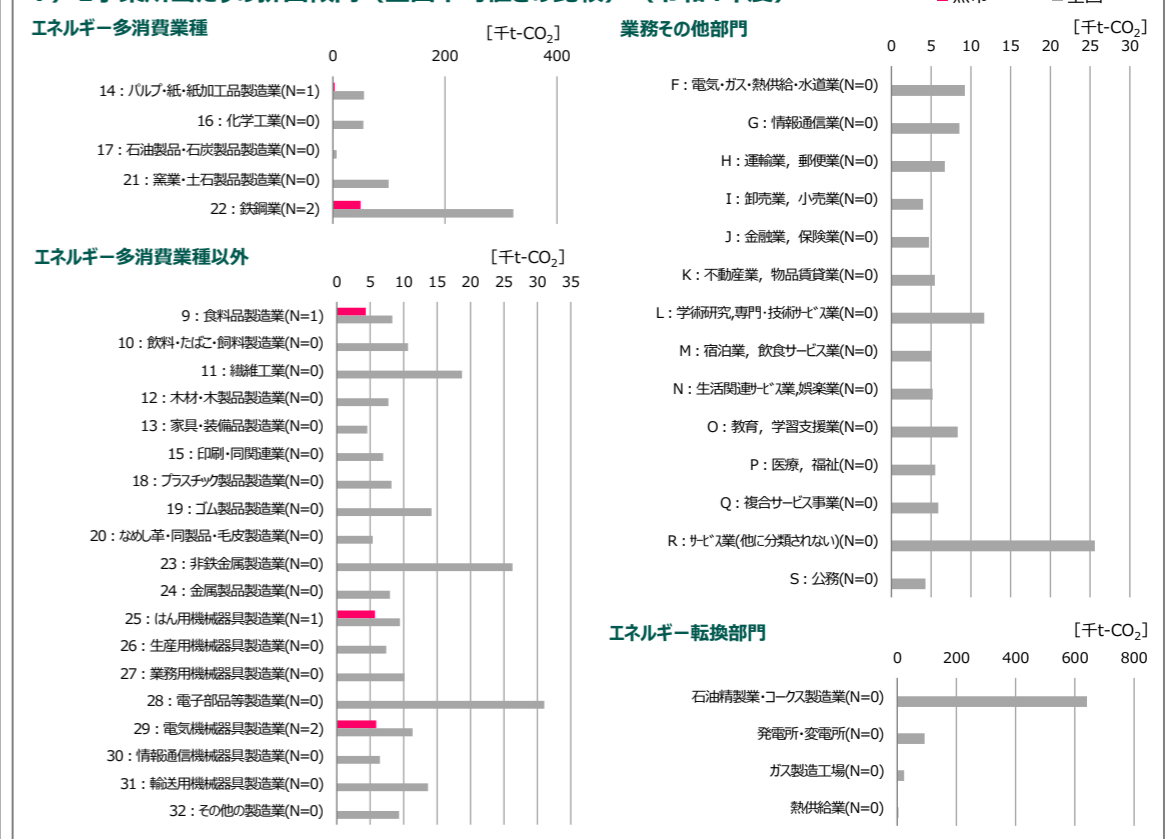 エネルギー多消費業種
[千t-CO2]
0 200 400
14：パルプ・紙・紙加工品製造業(N=1)
16：化学工業(N=0)
17：石油製品・石炭製品製造業(N=0)
21：窯業・土石製品製造業(N=0)
22：鉄鋼業(N=2)
エネルギー多消費業種以外
[千t-CO2]
0 5 10 15 20 25 30 35
9：食料品製造業(N=1)
10：飲料・たばこ・飼料製造業(N=0)
11：繊維工業(N=0)
12：木材・木製品製造業(N=0)
13：家具・装備品製造業(N=0)
15：印刷・同関連業(N=0)
18：プラスチック製品製造業(N=0)
19：ゴム製品製造業(N=0)
20：なめし革・同製品・毛皮製造業(N=0)
23：非鉄金属製造業(N=0)
24：金属製品製造業(N=0)
25：はん用機械器具製造業(N=1)
26：生産用機械器具製造業(N=0)
27：業務用機械器具製造業(N=0)
28：電子部品等製造業(N=0)
29：電気機械器具製造業(N=2)
30：情報通信機械器具製造業(N=0)
31：輸送用機械器具製造業(N=0)
32：その他の製造業(N=0)
業務その他部門
[千t-CO2]
0 5 10 15 20 25 30
F：電気・ガス・熱供給・水道業(N=0)
G：情報通信業(N=0)
H：運輸業，郵便業(N=0)
I：卸売業，小売業(N=0)
J：金融業，保険業(N=0)
K：不動産業，物品賃貸業(N=0)
L：学術研究,専門・技術サービス業(N=0)
M：宿泊業，飲食サービス業(N=0)
N：生活関連サービス業,娯楽業(N=0)
O：教育，学習支援業(N=0)
P：医療，福祉(N=0)
Q：複合サービス事業(N=0)
R：サービス業(他に分類されない)(N=0)
S：公務(N=0)
エネルギー転換部門
[千t-CO2]
0 200 400 600 800
石油精製業・コークス製造業(N=0)
発電所・変電所(N=0)
ガス製造工場(N=0)
熱供給業(N=0)